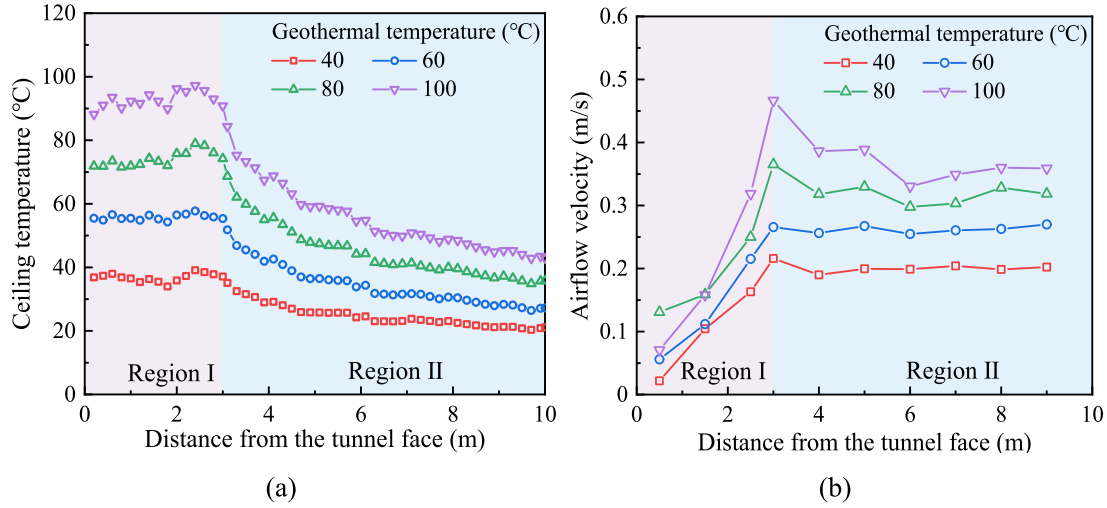 Geothermal temperature (℃)
40
60
80
100
Ceiling temperature (℃)
120
100
80
60
40
20
0
Region I
Region II
0
2
4
6
8
10
Distance from the tunnel face (m)
(a)
Geothermal temperature (℃)
40
60
80
100
Airflow velocity (m/s)
0.6
0.5
0.4
0.3
0.2
0.1
0
Region I
Region II
0
2
4
6
8
10
Distance from the tunnel face (m)
(b)